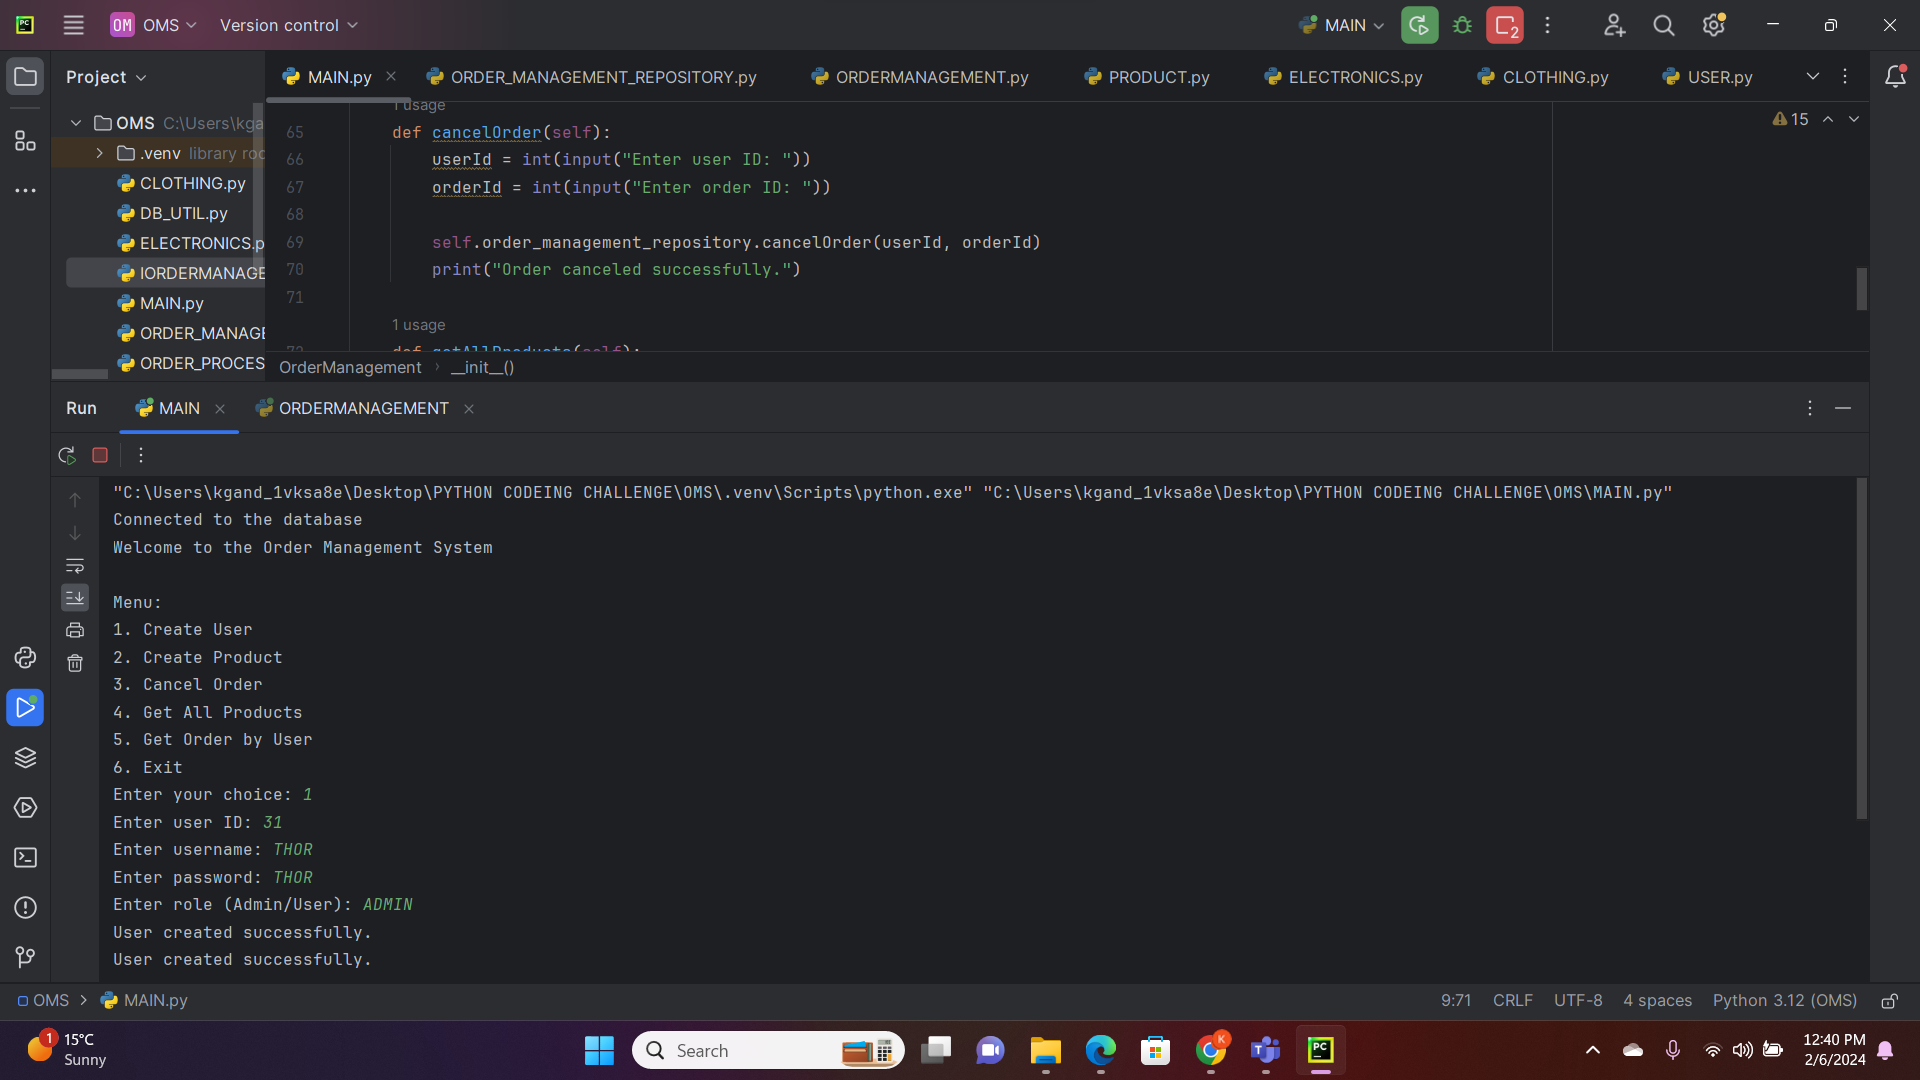 OM OMS Version control MAIN 2
Project
MAIN.py ORDER_MANAGEMENT_REPOSITORY.py ORDERMANAGEMENT.py PRODUCT.py ELECTRONICS.py CLOTHING.py USER.py
OMS C:\Users\kga
.venv library roo
CLOTHING.py
DB_UTIL.py
ELECTRONICS.p
IORDERMANAGE
MAIN.py
ORDER_MANAGE
ORDER_PROCES
1 usage
15
65 def cancelOrder(self):
66 userId = int(input("Enter user ID: "))
67 orderId = int(input("Enter order ID: "))
68
69 self.order_management_repository.cancelOrder(userId, orderId)
70 print("Order canceled successfully.")
71
1 usage
72 def getAllProducts(self):
OrderManagement › __init__()
Run MAIN ORDERMANAGEMENT
"C:\Users\kgand_1vksa8e\Desktop\PYTHON CODEING CHALLENGE\OMS\.venv\Scripts\python.exe" "C:\Users\kgand_1vksa8e\Desktop\PYTHON CODEING CHALLENGE\OMS\MAIN.py"
Connected to the database
Welcome to the Order Management System
Menu:
1. Create User
2. Create Product
3. Cancel Order
4. Get All Products
5. Get Order by User
6. Exit
Enter your choice: 1
Enter user ID: 31
Enter username: THOR
Enter password: THOR
Enter role (Admin/User): ADMIN
User created successfully.
User created successfully.
OMS > MAIN.py 9:71 CRLF UTF-8 4 spaces Python 3.12 (OMS)
1 15°C
Sunny
Search
K
PC
12:40 PM
2/6/2024